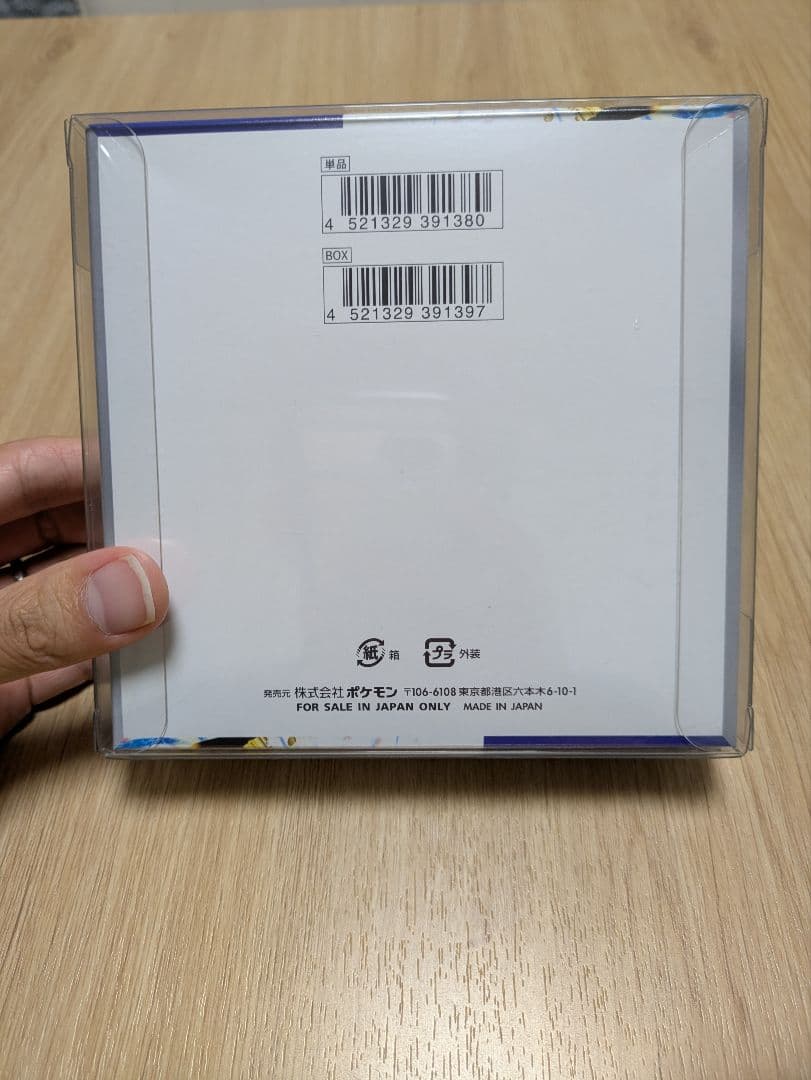 単品
4 521329 391380
BOX
4 521329 391397
紙 箱 プラ 外装
発売元 株式会社ポケモン 〒106-6108 東京都港区六本木6-10-1
FOR SALE IN JAPAN ONLY MADE IN JAPAN